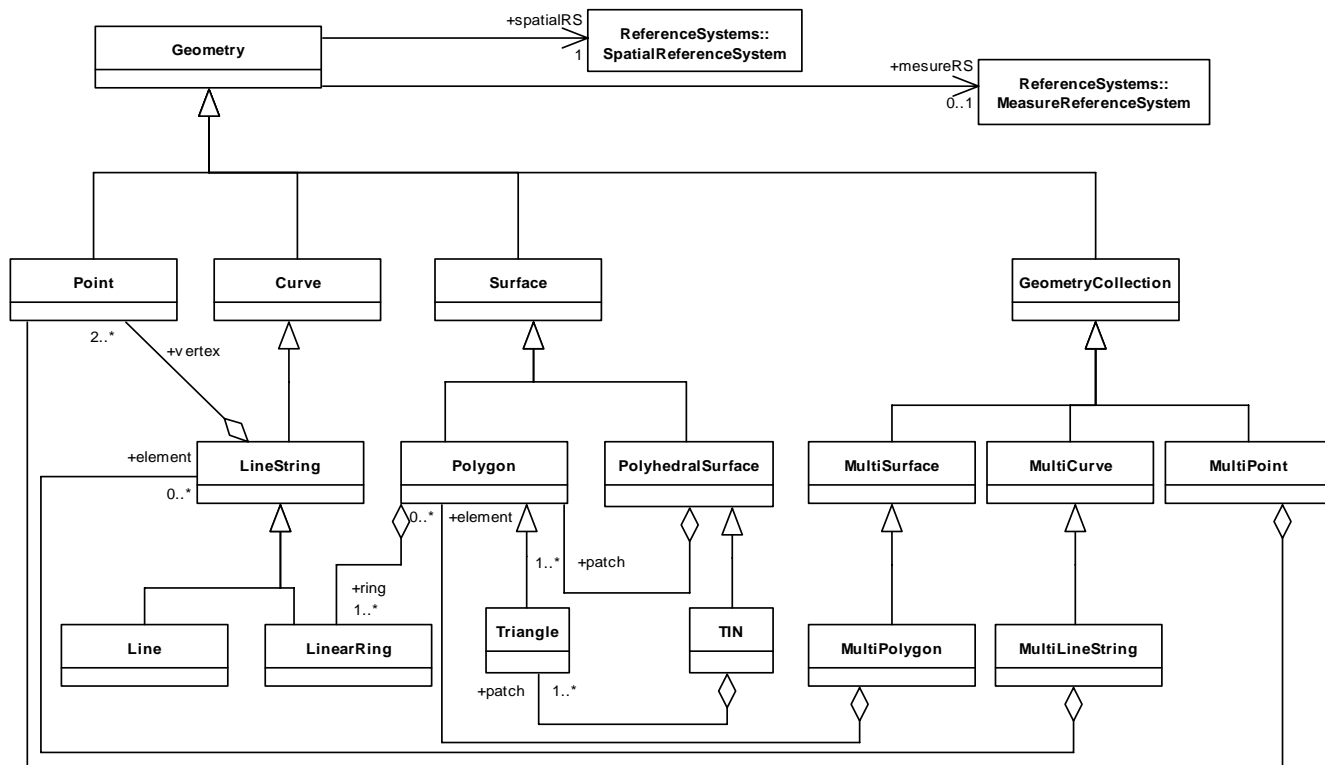 +spatialRS
Geometry
ReferenceSystems::
SpatialReferenceSystem
1
+mesureRS
ReferenceSystems::
MeasureReferenceSystem
0..1
Point
Curve
Surface
GeometryCollection
2..*
+vertex
+element
LineString
Polygon
PolyhedralSurface
MultiSurface
MultiCurve
MultiPoint
0..*
0..*
+element
1..*
+patch
+ring
1..*
Line
LinearRing
Triangle
TIN
MultiPolygon
MultiLineString
+patch
1..*